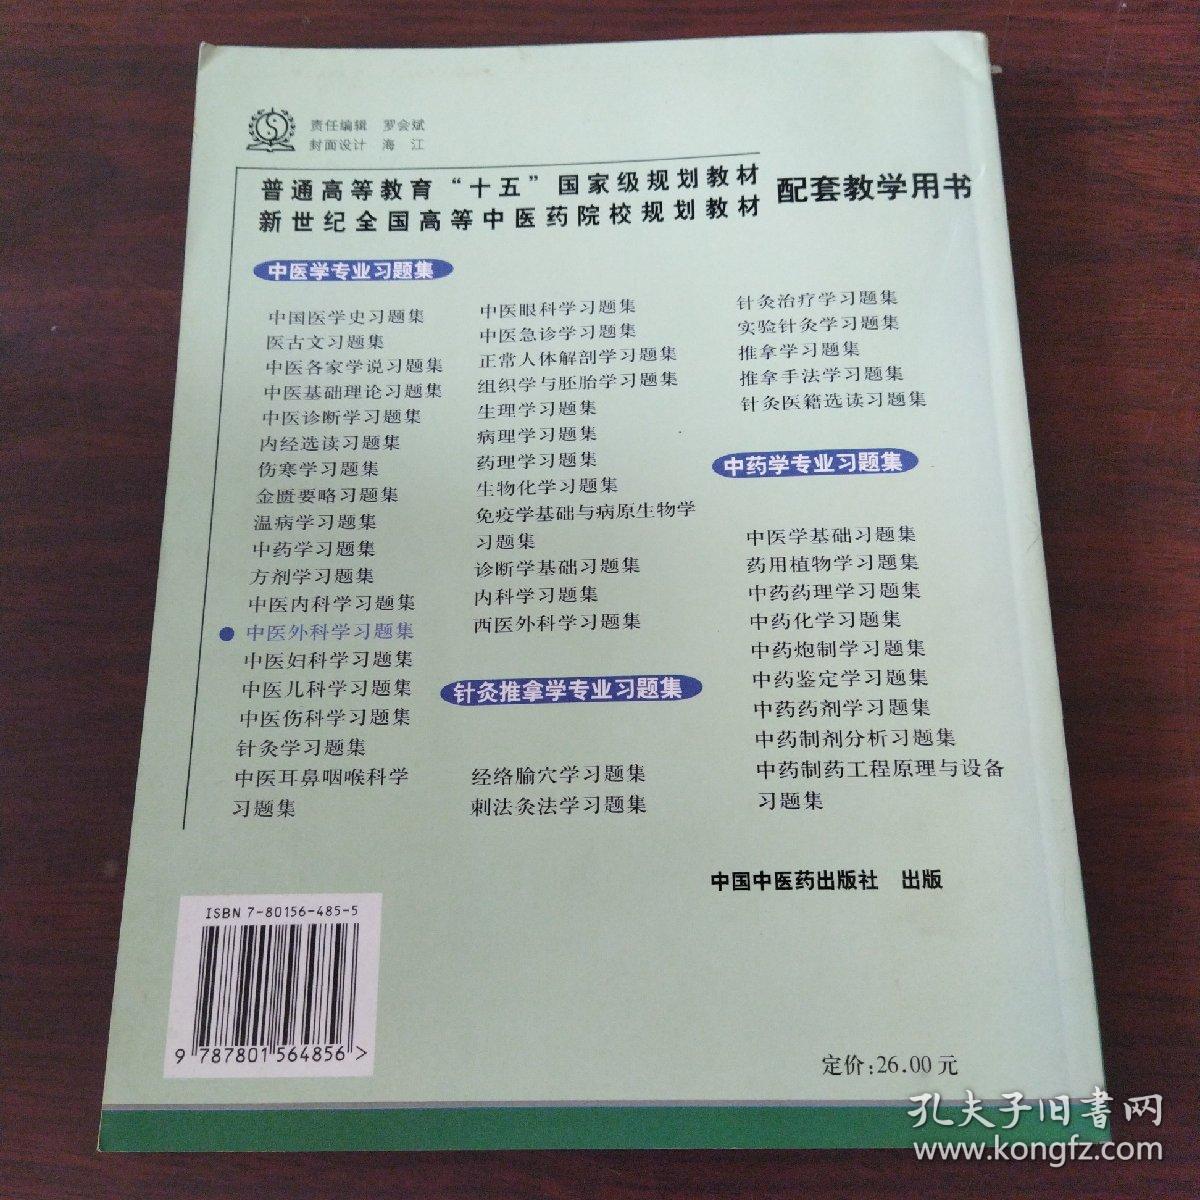 责任编辑 罗会斌
封面设计 海 江
普通高等教育“十五”国家级规划教材
新世纪全国高等中医药院校规划教材
配套教学用书
中医学专业习题集
中国医学史习题集
医古文习题集
中医各家学说习题集
中医基础理论习题集
中医诊断学习题集
内经选读习题集
伤寒学习题集
金匮要略习题集
温病学习题集
中药学习题集
方剂学习题集
中医内科学习题集
中医外科学习题集
中医妇科学习题集
中医儿科学习题集
中医伤科学习题集
针灸学习题集
中医耳鼻咽喉科学
习题集
中医眼科学习题集
中医急诊学习题集
正常人体解剖学习题集
组织学与胚胎学习题集
生理学习题集
病理学习题集
药理学习题集
生物化学习题集
免疫学基础与病原生物学
习题集
诊断学基础习题集
内科学习题集
西医外科学习题集
针灸推拿学专业习题集
经络腧穴学习题集
刺法灸法学习题集
针灸治疗学习题集
实验针灸学习题集
推拿学习题集
推拿手法学习题集
针灸医籍选读习题集
中药学专业习题集
中医学基础习题集
药用植物学习题集
中药药理学习题集
中药化学习题集
中药炮制学习题集
中药鉴定学习题集
中药药剂学习题集
中药制剂分析习题集
中药制药工程原理与设备
习题集
中国中医药出版社 出版
ISBN 7-80156-485-5
9 787801 564856 >
定价:26.00元
孔夫子旧書网
www.kongfz.com